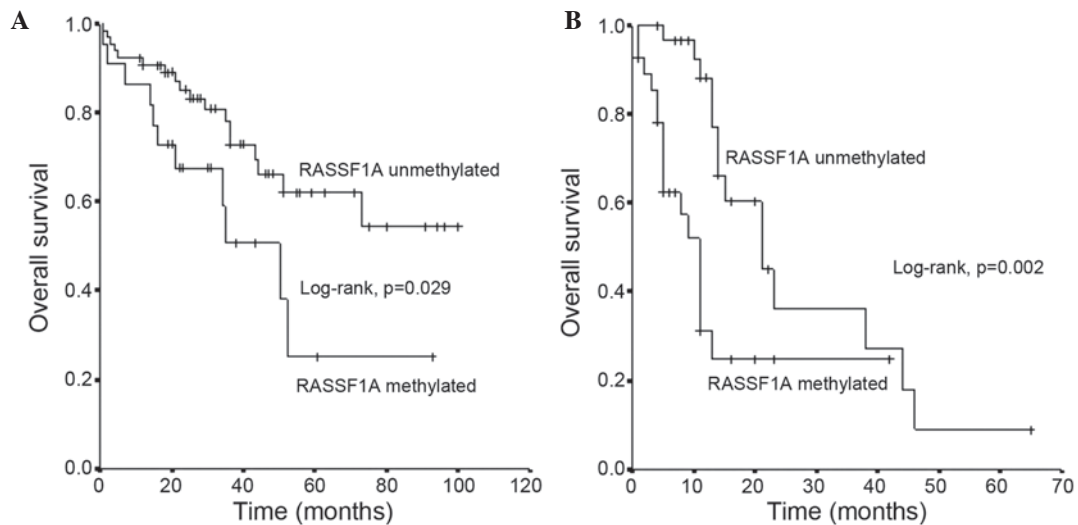 A
Overall survival
1.0
0.8
0.6
0.4
0.2
0.0
RASSF1A unmethylated
Log-rank, p=0.029
RASSF1A methylated
0 20 40 60 80 100 120
Time (months)
B
Overall survival
1.0
0.8
0.6
0.4
0.2
0.0
RASSF1A unmethylated
Log-rank, p=0.002
RASSF1A methylated
0 10 20 30 40 50 60 70
Time (months)